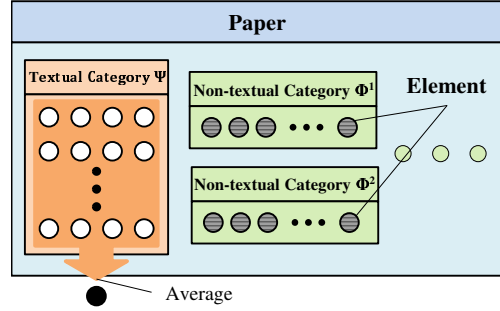 Paper
Textual Category Ψ
Non-textual Category Φ¹
Element
Non-textual Category Φ²
Average